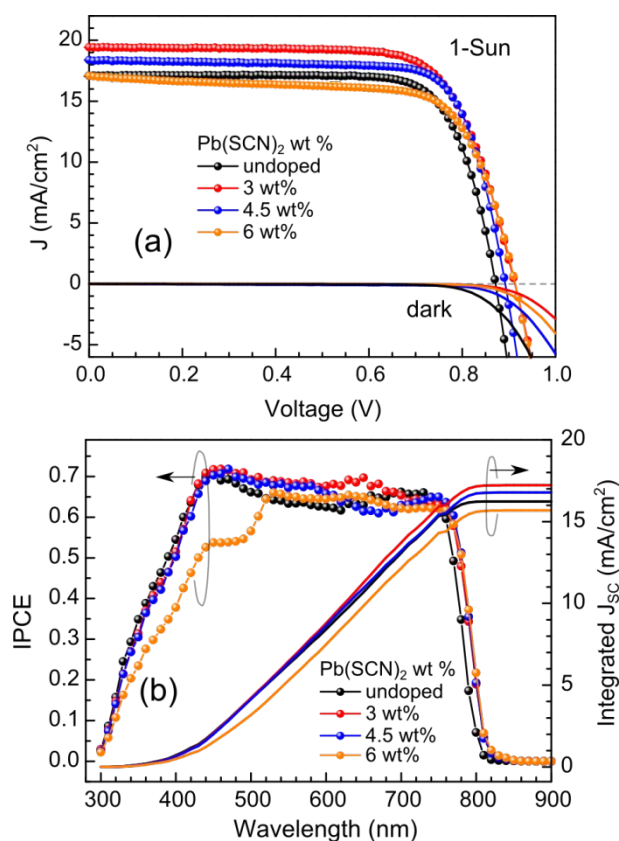 20
15
10
5
0
-5
J (mA/cm²)
1-Sun
Pb(SCN)₂ wt %
undoped
3 wt%
4.5 wt%
6 wt%
(a)
dark
0.0 0.2 0.4 0.6 0.8 1.0
Voltage (V)
0.7
0.6
0.5
0.4
0.3
0.2
0.1
0.0
IPCE
(b)
Pb(SCN)₂ wt %
undoped
3 wt%
4.5 wt%
6 wt%
20
18
15
10
5
0
Integrated J_SC (mA/cm²)
300 400 500 600 700 800 900
Wavelength (nm)